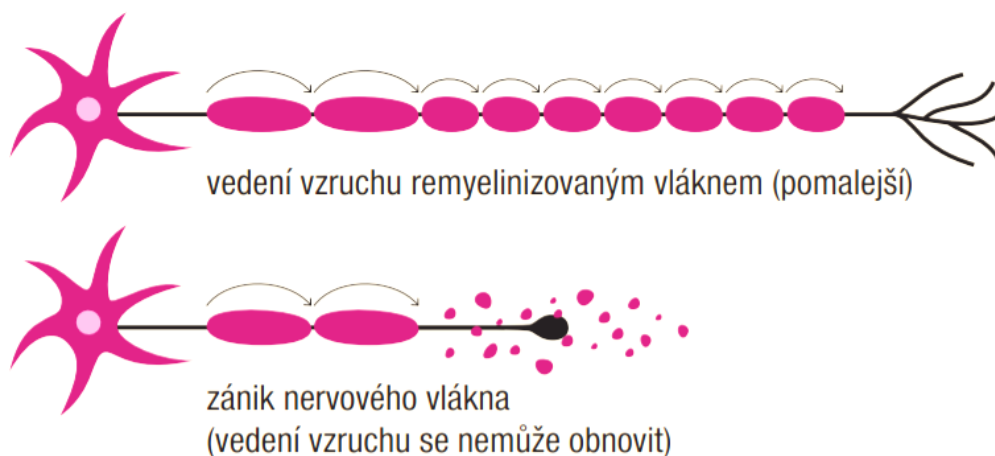 vedení vzruchu remyelinizovaným vláknem (pomalejší)
zánik nervového vlákna
(vedení vzruchu se nemůže obnovit)